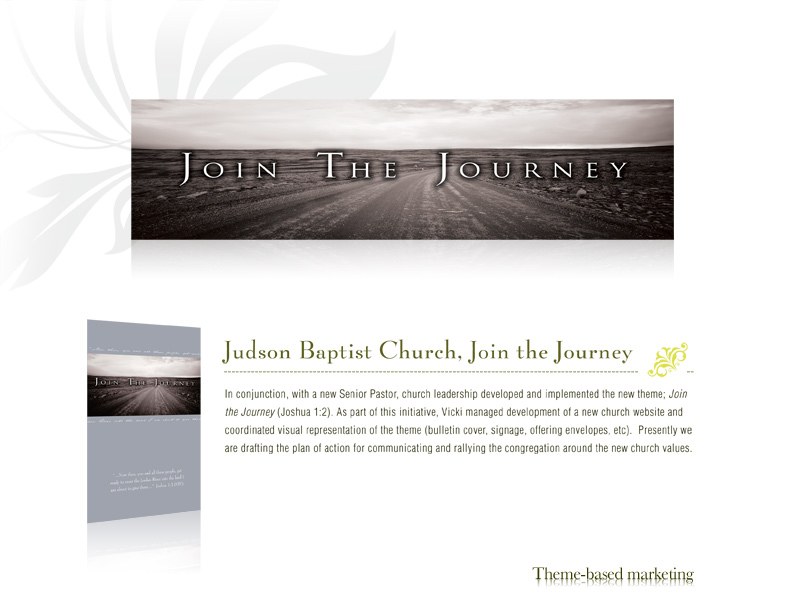 JOIN THE JOURNEY
Judson Baptist Church, Join the Journey
In conjunction, with a new Senior Pastor, church leadership developed and implemented the new theme; Join
the Journey (Joshua 1:2). As part of this initiative, Vicki managed development of a new church website and
coordinated visual representation of the theme (bulletin cover, signage, offering envelopes, etc). Presently we
are drafting the plan of action for communicating and rallying the congregation around the new church values.
JOIN THE JOURNEY
Theme-based marketing